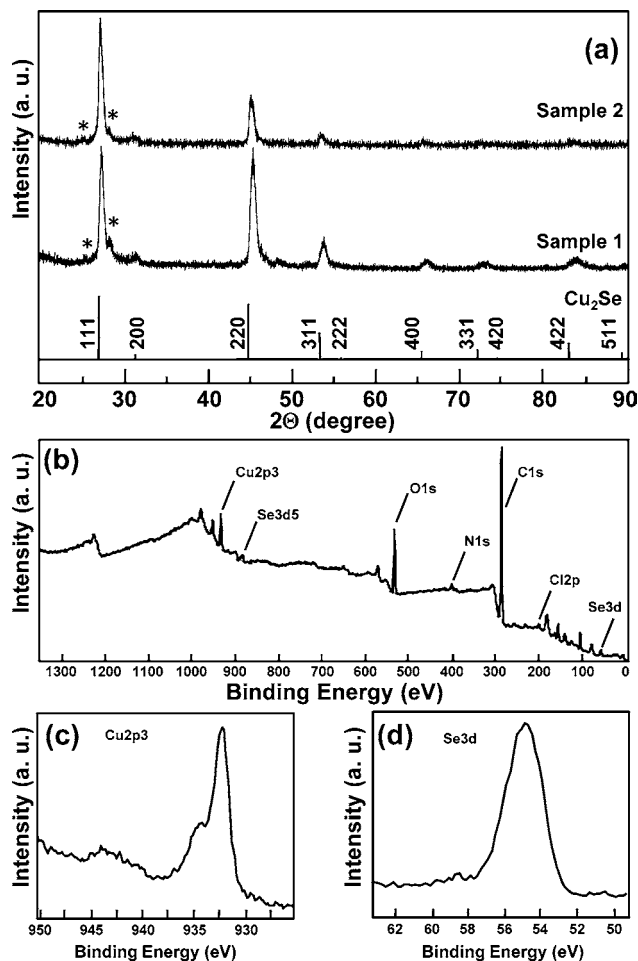 (a)
Intensity (a. u.)
* *
Sample 2
* *
Sample 1
Cu₂Se
111 200 220 311 222 400 331 420 422 511
20 30 40 50 60 70 80 90
2Θ (degree)
(b)
Intensity (a. u.)
Cu2p3
Se3d5
O1s
N1s
C1s
Cl2p
Se3d
1300 1200 1100 1000 900 800 700 600 500 400 300 200 100 0
Binding Energy (eV)
(c)
Cu2p3
Intensity (a. u.)
950 945 940 935 930
Binding Energy (eV)
(d)
Se3d
Intensity (a. u.)
62 60 58 56 54 52 50
Binding Energy (eV)